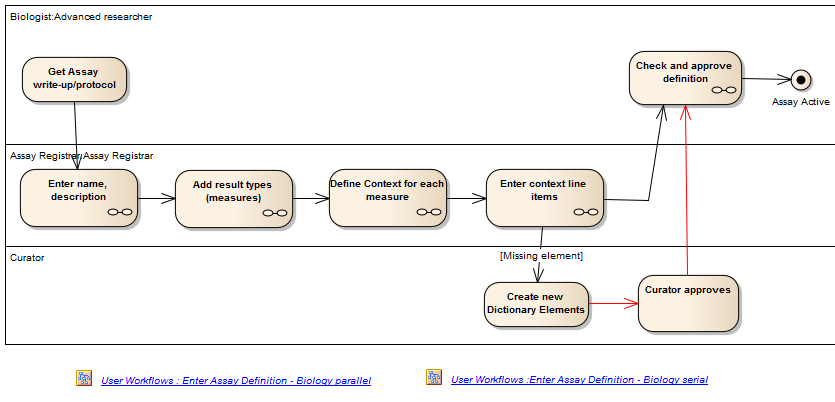 Biologist:Advanced researcher
Get Assay
write-up/protocol
Check and approve
definition
Assay Active
Assay Registrar:Assay Registrar
Enter name,
description
Add result types
(measures)
Define Context for each
measure
Enter context line
items
Curator
[Missing element]
Create new
Dictionary Elements
Curator approves
User Workflows : Enter Assay Definition - Biology parallel
User Workflows :Enter Assay Definition - Biology serial